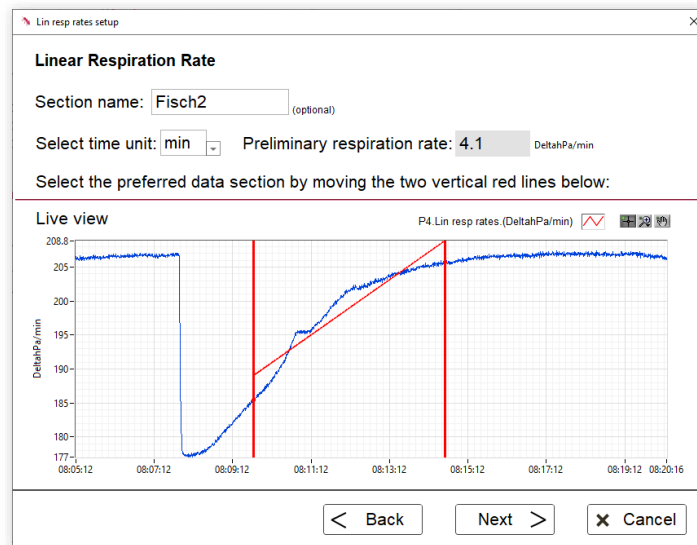 Lin resp rates setup
Linear Respiration Rate
Section name: Fisch2 (optional)
Select time unit: min Preliminary respiration rate: 4.1 DeltahPa/min
Select the preferred data section by moving the two vertical red lines below:
Live view P4.Lin resp rates.(DeltahPa/min)
208.8
205
200
195
190
185
180
177
DeltahPa/min
08:05:12 08:07:12 08:09:12 08:11:12 08:13:12 08:15:12 08:17:12 08:19:12 08:20:16
< Back Next > Cancel